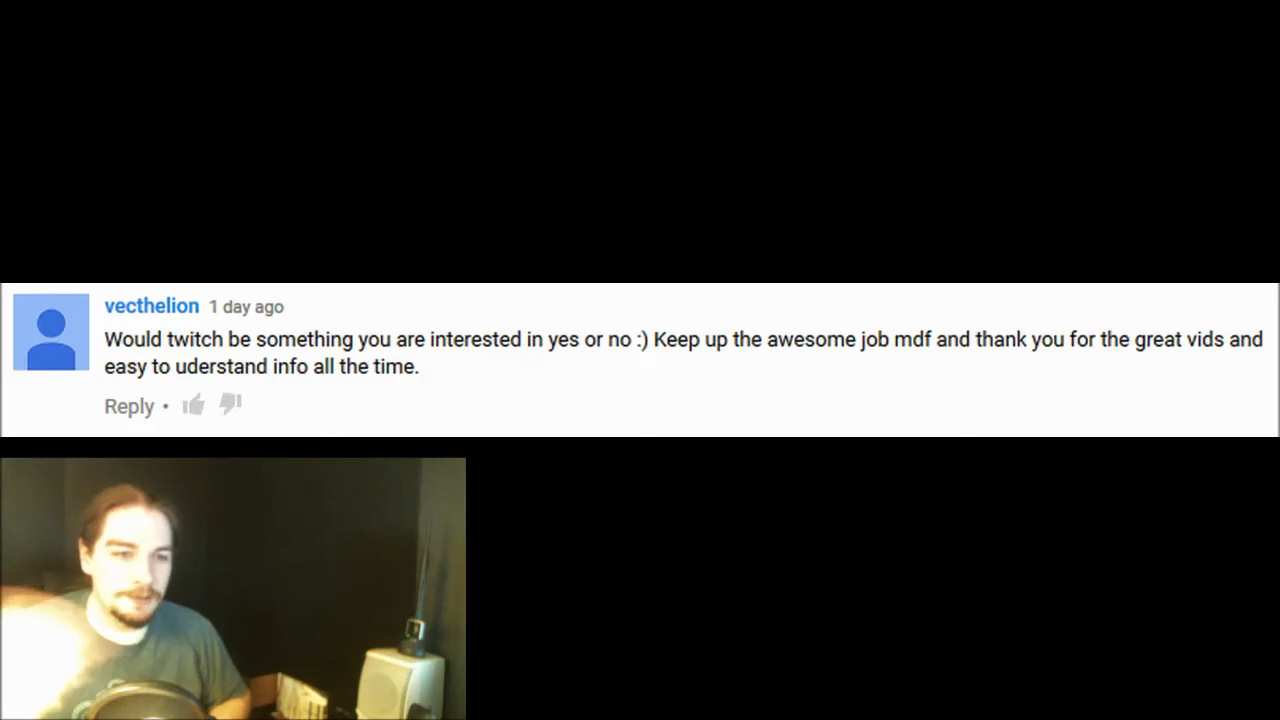 vecthelion 1 day ago
Would twitch be something you are interested in yes or no :) Keep up the awesome job mdf and thank you for the great vids and
easy to uderstand info all the time.
Reply •